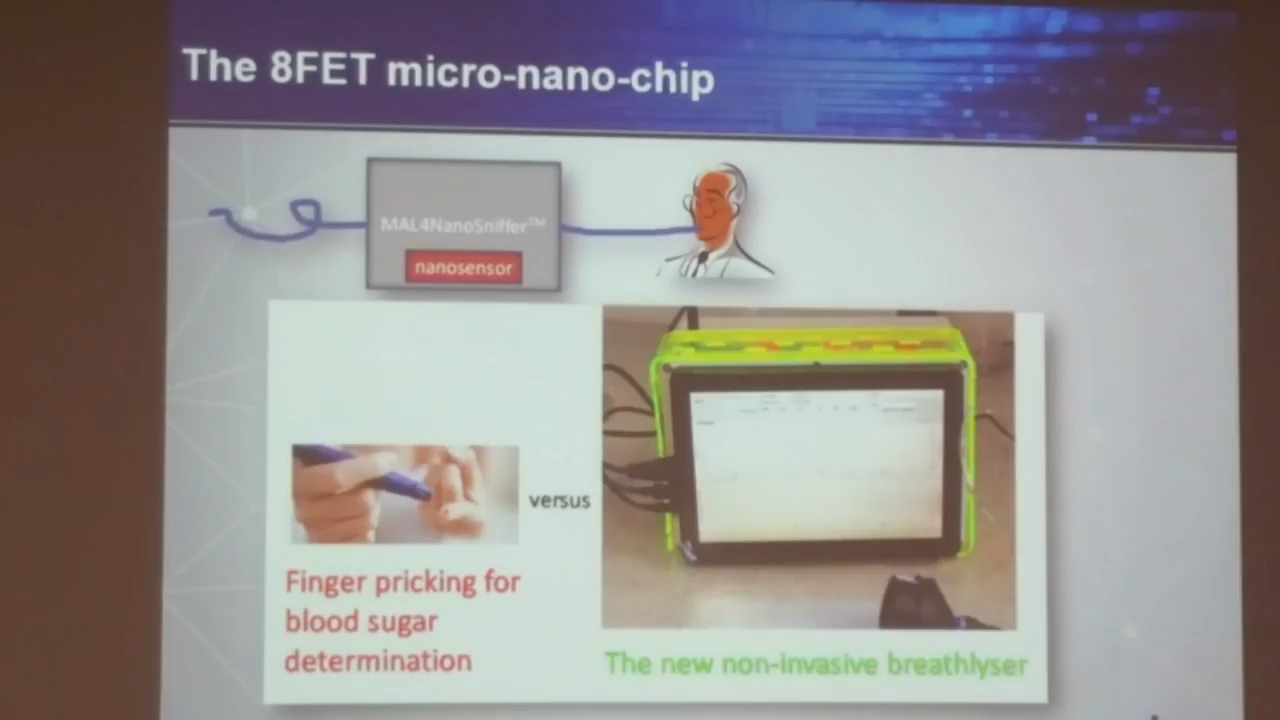 The 8FET micro-nano-chip
MAL4NanoSniffer™
nanosensor
versus
Finger pricking for
blood sugar
determination
The new non-invasive breathlyser